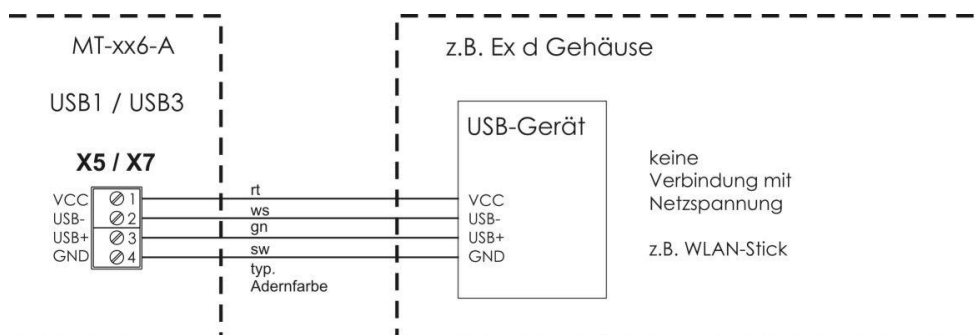 MT-xx6-A
USB1 / USB3
X5 / X7
VCC 1
USB- 2
USB+ 3
GND 4
rt
ws
gn
sw
typ.
Adernfarbe
z.B. Ex d Gehäuse
USB-Gerät
VCC
USB-
USB+
GND
keine
Verbindung mit
Netzspannung
z.B. WLAN-Stick